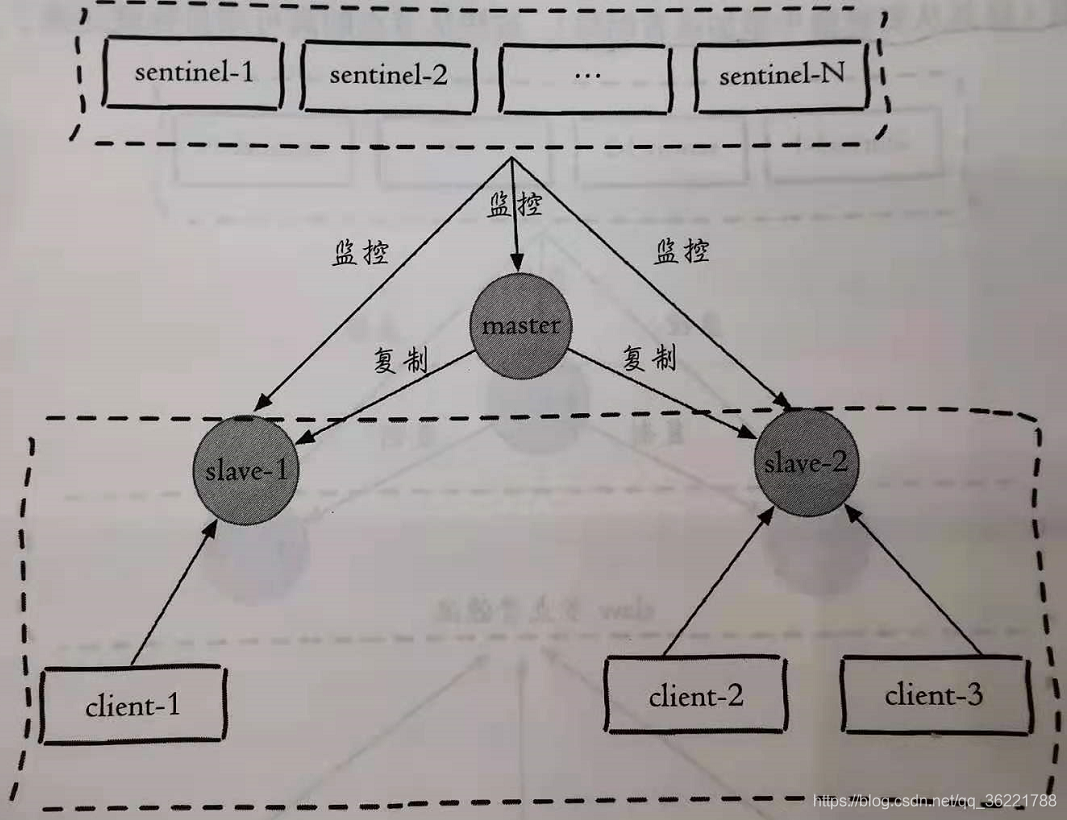 sentinel-1
sentinel-2
...
sentinel-N
监控
监控
监控
master
复制
复制
slave-1
slave-2
client-1
client-2
client-3
https://blog.csdn.net/qq_36221788